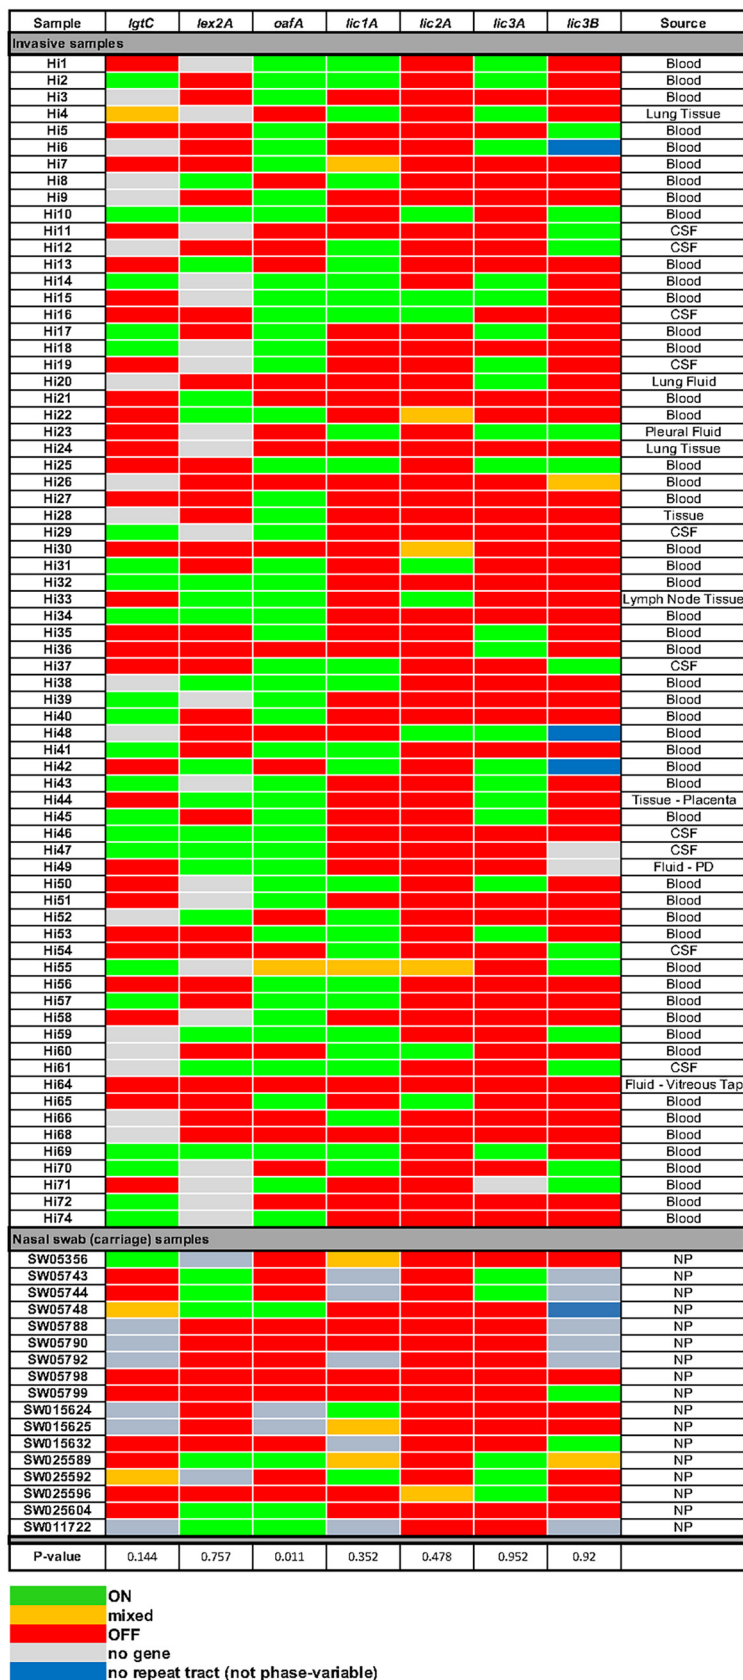 Sample lgtC lex2A oafA lic1A lic2A lic3A lic3B Source
Invasive samples
Hi1 Blood
Hi2 Blood
Hi3 Blood
Hi4 Lung Tissue
Hi5 Blood
Hi6 Blood
Hi7 Blood
Hi8 Blood
Hi9 Blood
Hi10 Blood
Hi11 CSF
Hi12 CSF
Hi13 Blood
Hi14 Blood
Hi15 Blood
Hi16 CSF
Hi17 Blood
Hi18 Blood
Hi19 CSF
Hi20 Lung Fluid
Hi21 Blood
Hi22 Blood
Hi23 Pleural Fluid
Hi24 Lung Tissue
Hi25 Blood
Hi26 Blood
Hi27 Blood
Hi28 Tissue
Hi29 CSF
Hi30 Blood
Hi31 Blood
Hi32 Blood
Hi33 Lymph Node Tissue
Hi34 Blood
Hi35 Blood
Hi36 Blood
Hi37 CSF
Hi38 Blood
Hi39 Blood
Hi40 Blood
Hi48 Blood
Hi41 Blood
Hi42 Blood
Hi43 Blood
Hi44 Tissue - Placenta
Hi45 Blood
Hi46 CSF
Hi47 CSF
Hi49 Fluid - PD
Hi50 Blood
Hi51 Blood
Hi52 Blood
Hi53 Blood
Hi54 CSF
Hi55 Blood
Hi56 Blood
Hi57 Blood
Hi58 Blood
Hi59 Blood
Hi60 Blood
Hi61 CSF
Hi64 Fluid - Vitreous Tap
Hi65 Blood
Hi66 Blood
Hi68 Blood
Hi69 Blood
Hi70 Blood
Hi71 Blood
Hi72 Blood
Hi74 Blood
Nasal swab (carriage) samples
SW05356 NP
SW05743 NP
SW05744 NP
SW05748 NP
SW05788 NP
SW05790 NP
SW05792 NP
SW05798 NP
SW05799 NP
SW015624 NP
SW015625 NP
SW015632 NP
SW025589 NP
SW025592 NP
SW025596 NP
SW025604 NP
SW011722 NP
P-value 0.144 0.757 0.011 0.352 0.478 0.952 0.92
ON
mixed
OFF
no gene
no repeat tract (not phase-variable)